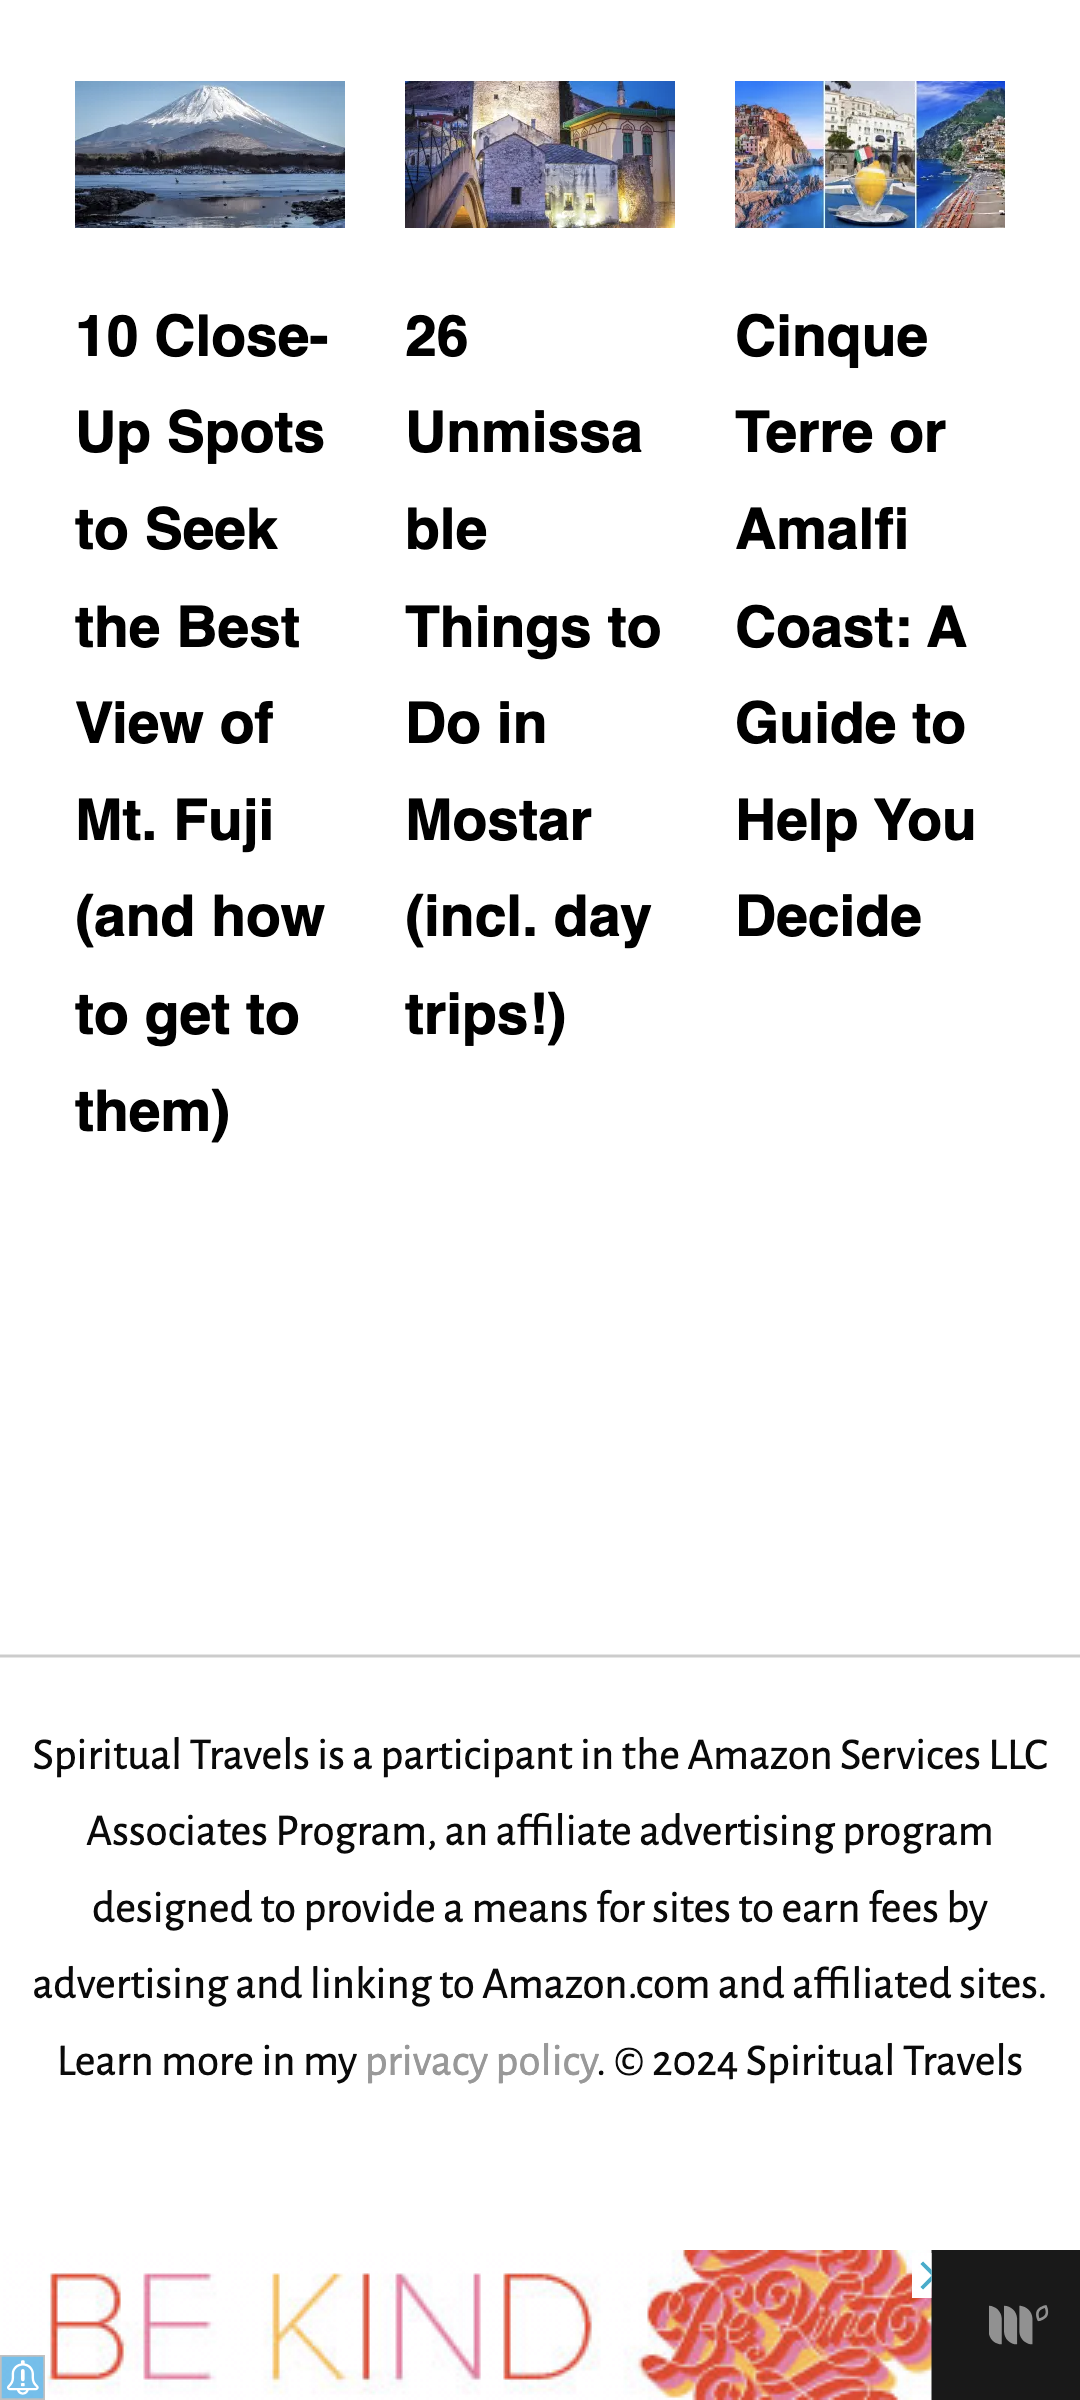 10 Close-
Up Spots
to Seek
the Best
View of
Mt. Fuji
(and how
to get to
them)
26
Unmissa
ble
Things to
Do in
Mostar
(incl. day
trips!)
Cinque
Terre or
Amalfi
Coast: A
Guide to
Help You
Decide
Spiritual Travels is a participant in the Amazon Services LLC
Associates Program, an affiliate advertising program
designed to provide a means for sites to earn fees by
advertising and linking to Amazon.com and affiliated sites.
Learn more in my privacy policy. © 2024 Spiritual Travels
BE KIND
Be Kind